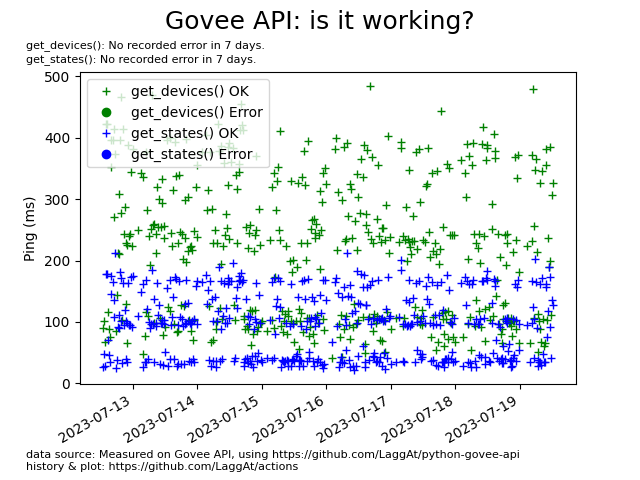 Govee API: is it working?
get_devices(): No recorded error in 7 days.
get_states(): No recorded error in 7 days.
500
400
300
200
100
0
Ping (ms)
get_devices() OK
get_devices() Error
get_states() OK
get_states() Error
2023-07-13
2023-07-14
2023-07-15
2023-07-16
2023-07-17
2023-07-18
2023-07-19
data source: Measured on Govee API, using https://github.com/LaggAt/python-govee-api
history & plot: https://github.com/LaggAt/actions